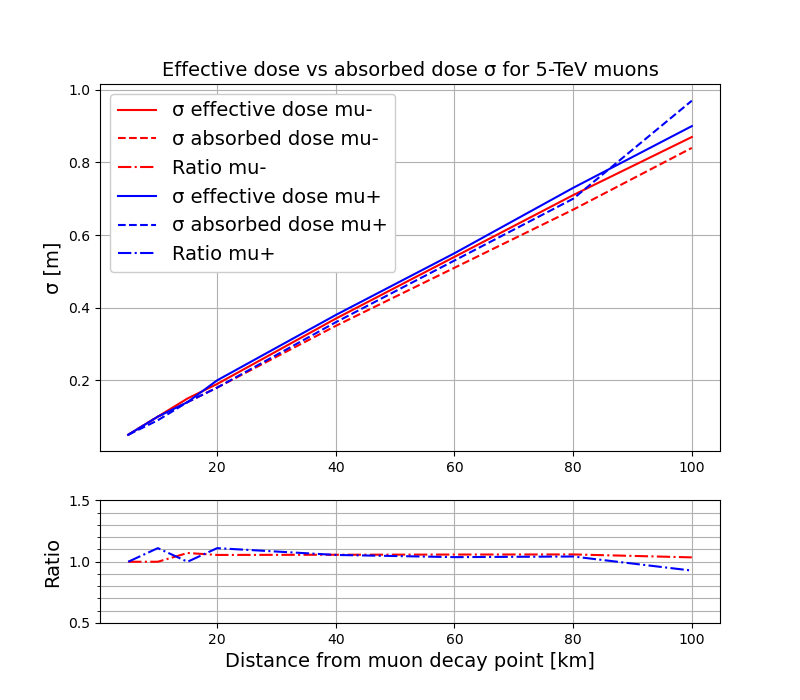 Effective dose vs absorbed dose σ for 5-TeV muons
σ [m]
1.0
0.8
0.6
0.4
0.2
σ effective dose mu-
σ absorbed dose mu-
Ratio mu-
σ effective dose mu+
σ absorbed dose mu+
Ratio mu+
20 40 60 80 100
Ratio
1.5
1.0
0.5
20 40 60 80 100
Distance from muon decay point [km]